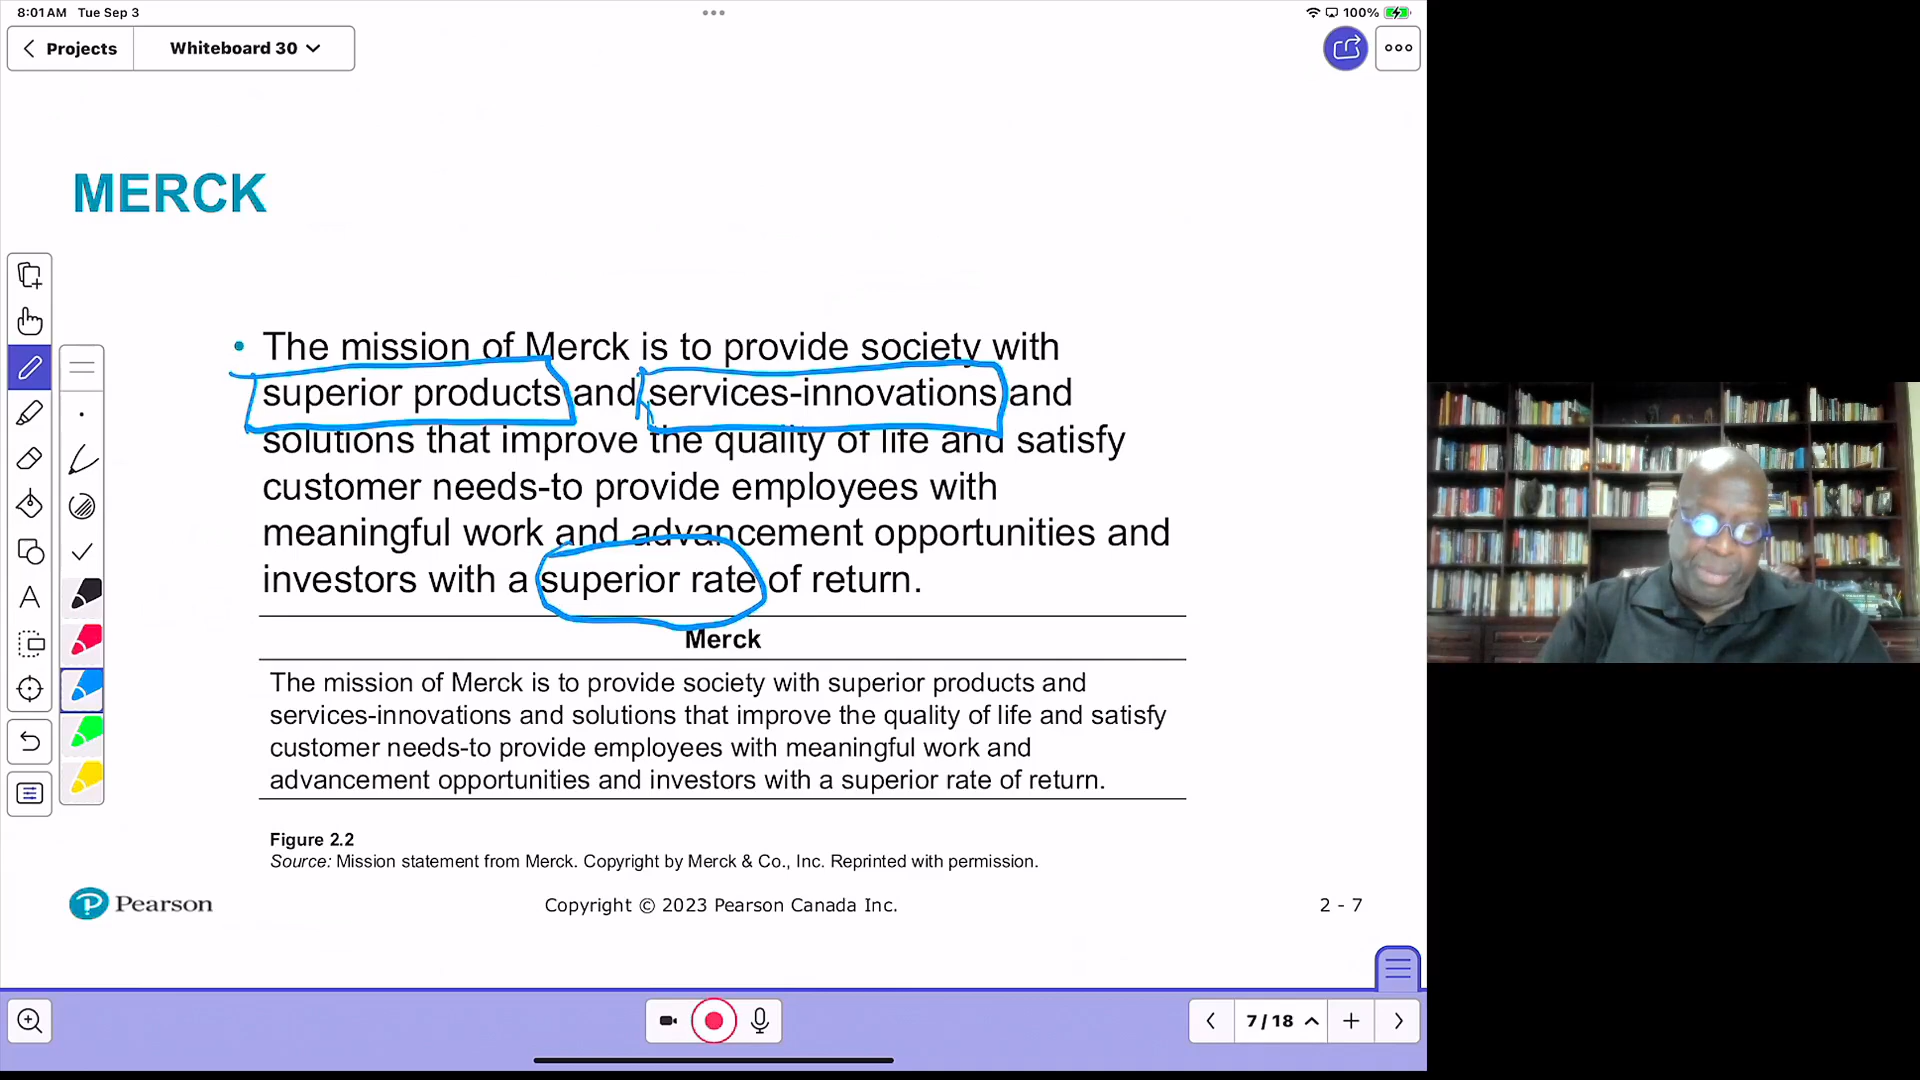 8:01 AM Tue Sep 3
100%
Projects
Whiteboard 30
MERCK
• The mission of Merck is to provide society with
superior products and services-innovations and
solutions that improve the quality of life and satisfy
customer needs-to provide employees with
meaningful work and advancement opportunities and
investors with a superior rate of return.
Merck
The mission of Merck is to provide society with superior products and
services-innovations and solutions that improve the quality of life and satisfy
customer needs-to provide employees with meaningful work and
advancement opportunities and investors with a superior rate of return.
Figure 2.2
Source: Mission statement from Merck. Copyright by Merck & Co., Inc. Reprinted with permission.
P Pearson
Copyright © 2023 Pearson Canada Inc.
2 - 7
A
7/18